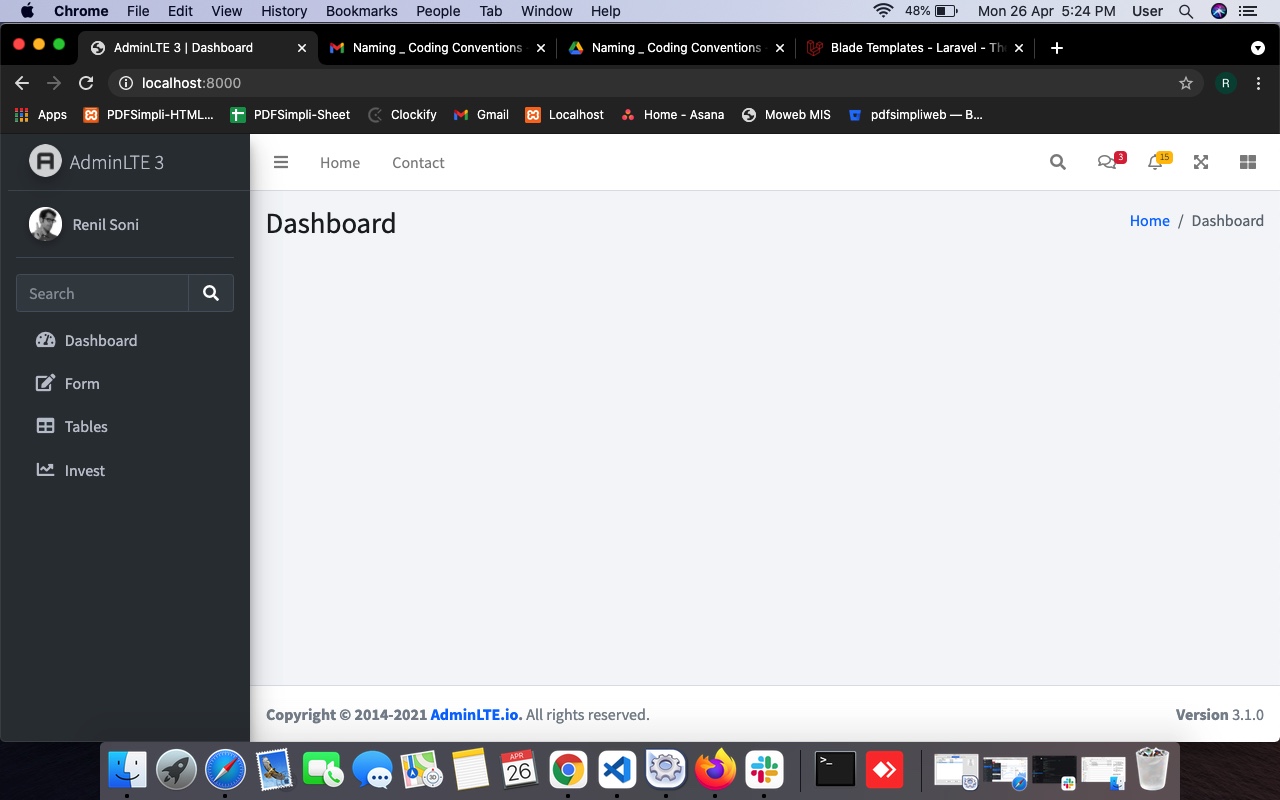 Chrome File Edit View History Bookmarks People Tab Window Help 48% Mon 26 Apr 5:24 PM User
AdminLTE 3 | Dashboard Naming _ Coding Conventions Naming _ Coding Conventions Blade Templates - Laravel - Th
localhost:8000 R
Apps PDFSimpli-HTML... PDFSimpli-Sheet Clockify Gmail Localhost Home - Asana Moweb MIS pdfsimpliweb — B...
AdminLTE 3
Home Contact 3 15
Renil Soni
Dashboard
Home / Dashboard
Search
Dashboard
Form
Tables
Invest
Copyright © 2014-2021 AdminLTE.io. All rights reserved. Version 3.1.0
APR
26
3D
>_